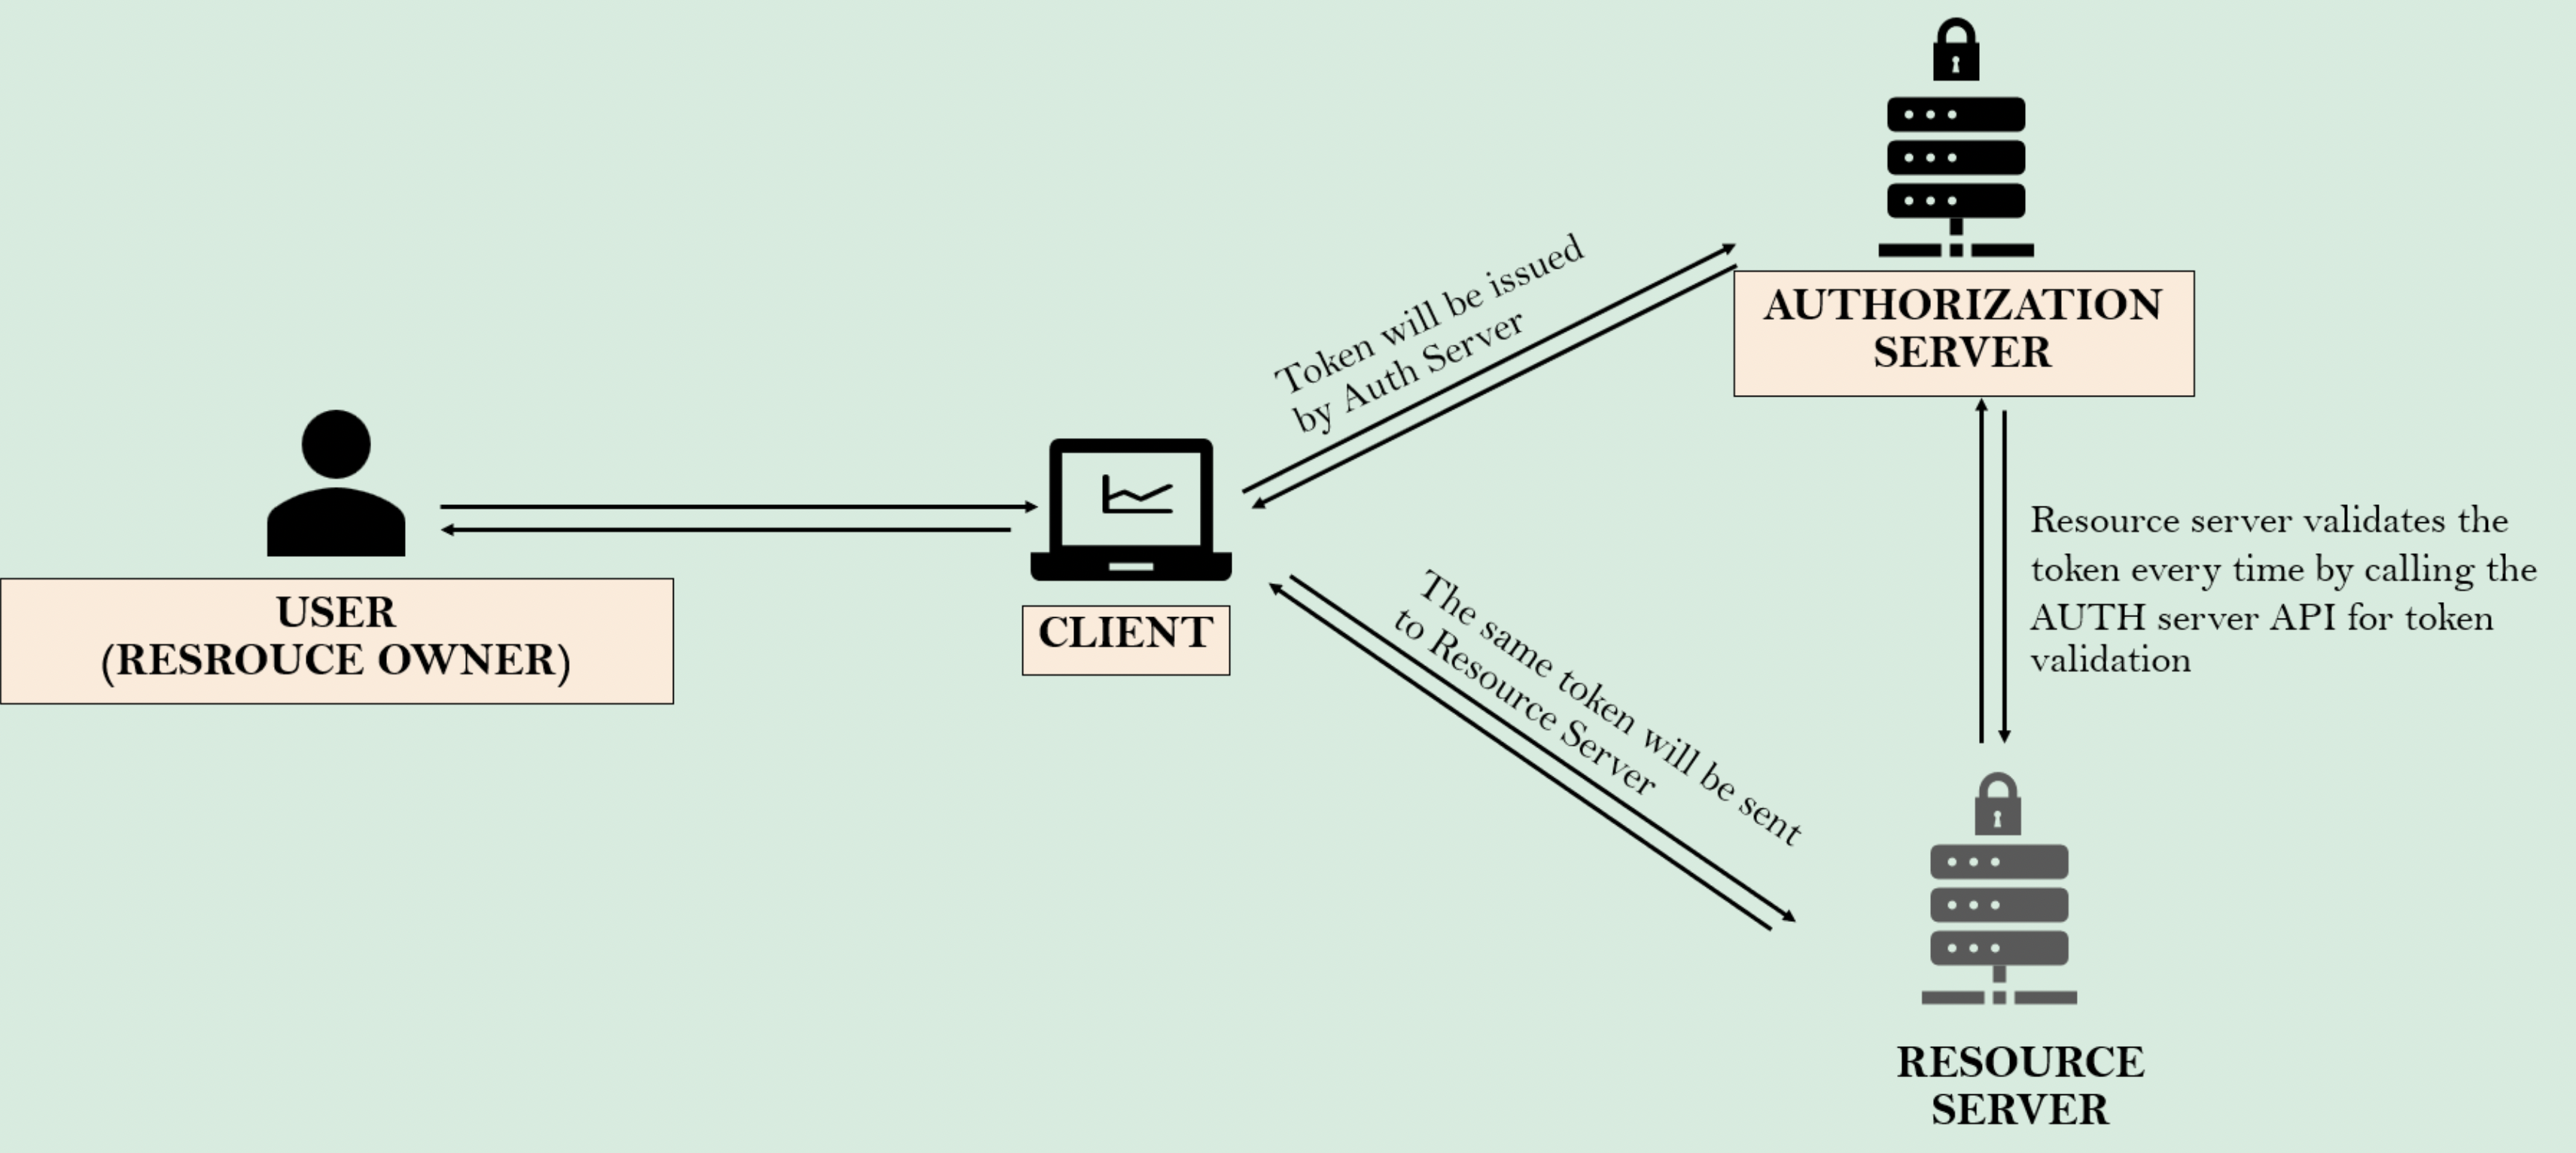 AUTHORIZATION
SERVER
Token will be issued
by Auth Server
USER
(RESROUCE OWNER)
CLIENT
The same token will be sent
to Resource Server
Resource server validates the
token every time by calling the
AUTH server API for token
validation
RESOURCE
SERVER